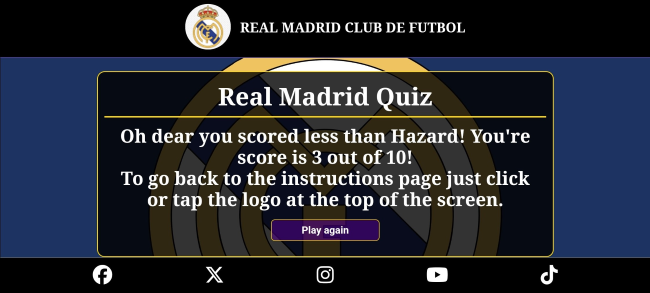 REAL MADRID CLUB DE FUTBOL
Real Madrid Quiz
Oh dear you scored less than Hazard! You're
score is 3 out of 10!
To go back to the instructions page just click
or tap the logo at the top of the screen.
Play again